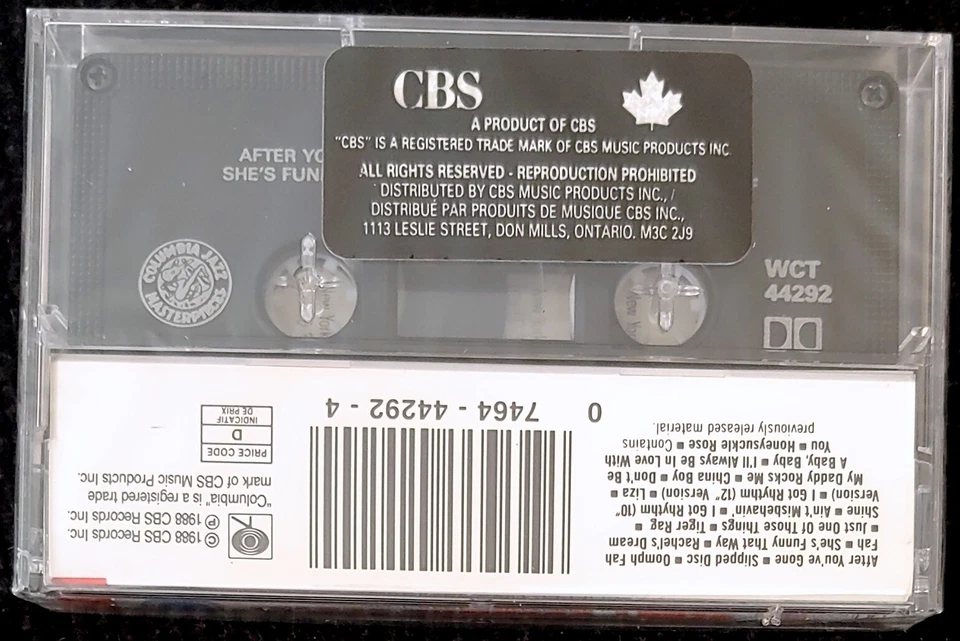 CBS
A PRODUCT OF CBS
"CBS" IS A REGISTERED TRADE MARK OF CBS MUSIC PRODUCTS INC.
ALL RIGHTS RESERVED - REPRODUCTION PROHIBITED
DISTRIBUTED BY CBS MUSIC PRODUCTS INC., /
DISTRIBUÉ PAR PRODUITS DE MUSIQUE CBS INC.,
1113 LESLIE STREET, DON MILLS, ONTARIO. M3C 2J9
AFTER YO
SHE'S FUN
COLUMBIA JAZZ
MASTERPIECES
WCT
44292
After You've Gone ■ Slipped Disc ■ Oomph Fah
Fah ■ She's Funny That Way ■ Rachel's Dream
■ Just One Of Those Things ■ Tiger Rag ■
Shine ■ Ain't Misbehavin' ■ I Got Rhythm (10"
Version) ■ I Got Rhythm (12" Version) ■ Liza ■
My Daddy Rocks Me ■ China Boy ■ Don't Be
A Baby, Baby ■ I'll Always Be In Love With
You ■ Honeysuckle Rose ■ Contains
previously released material.
0 7464 - 44292 - 4
© 1988 CBS Records Inc.
℗ 1988 CBS Records Inc.
"Columbia" is a registered trade
mark of CBS Music Products Inc.
PRICE CODE
D
INDICATIF
DE PRIX